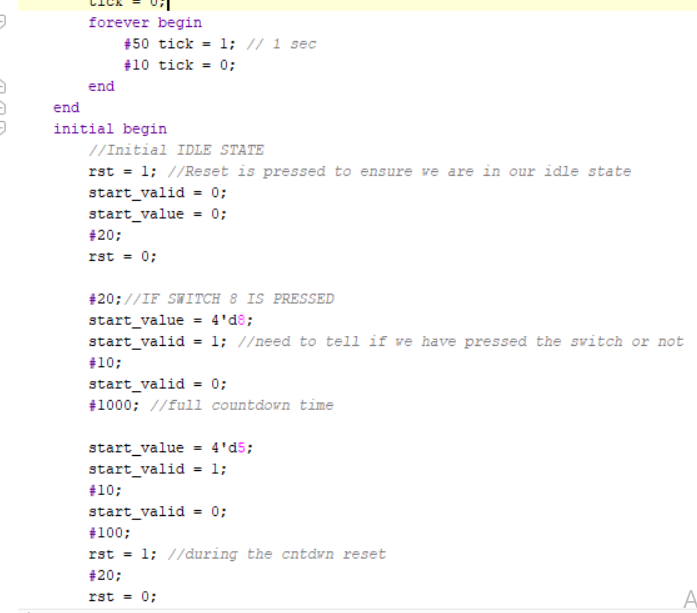 tick = 0;
forever begin
#50 tick = 1; // 1 sec
#10 tick = 0;
end
end
initial begin
//Initial IDLE STATE
rst = 1; //Reset is pressed to ensure we are in our idle state
start_valid = 0;
start_value = 0;
#20;
rst = 0;
#20;//IF SWITCH 8 IS PRESSED
start_value = 4'd8;
start_valid = 1; //need to tell if we have pressed the switch or not
#10;
start_valid = 0;
#1000; //full countdown time
start_value = 4'd5;
start_valid = 1;
#10;
start_valid = 0;
#100;
rst = 1; //during the cntdwn reset
#20;
rst = 0;